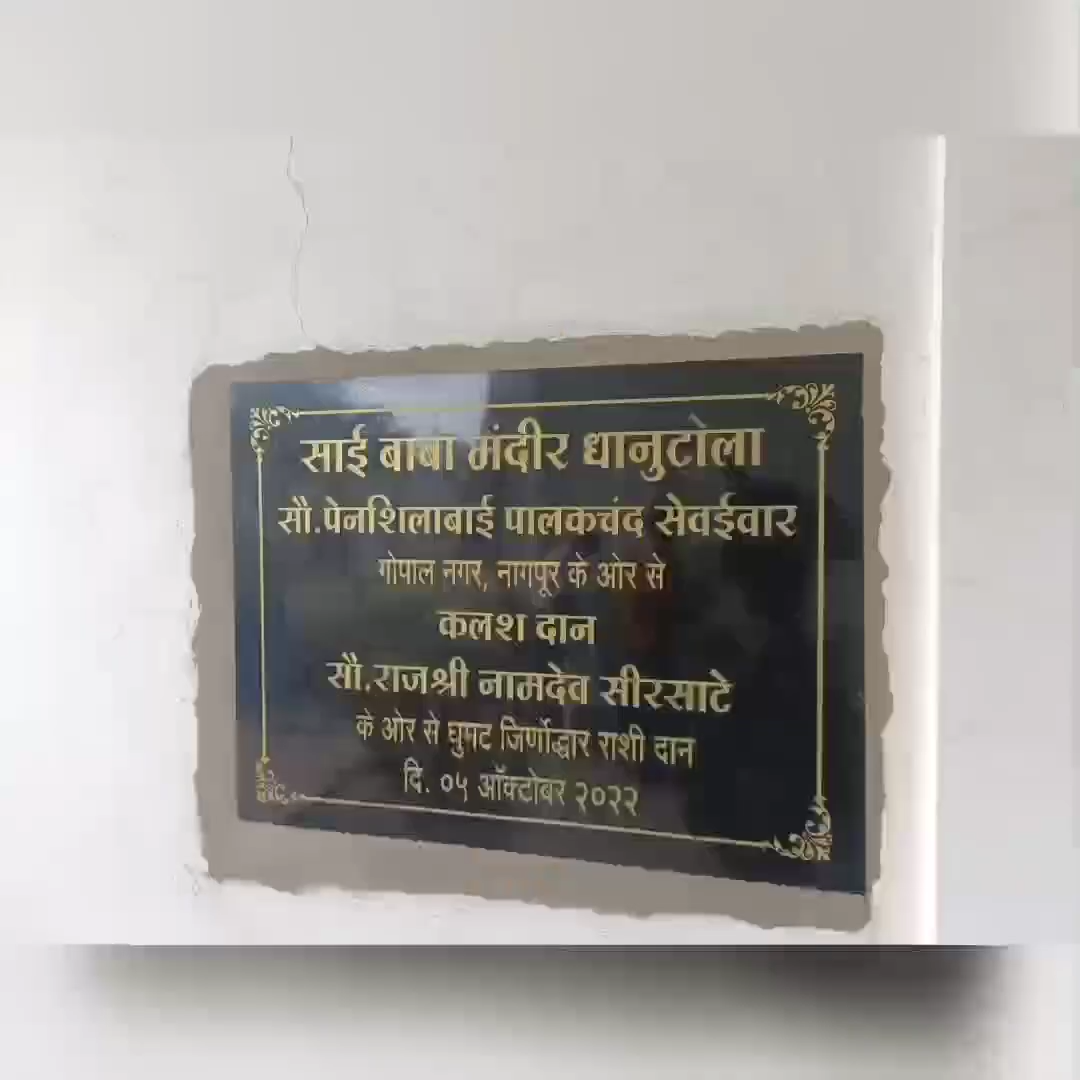 साई बाबा मंदीर धानुटोला
सौ.पेनशिलाबाई पालकचंद सेवईवार
गोपाल नगर, नागपूर के ओर से
कलश दान
सौ.राजश्री नामदेव सीरसाटे
के ओर से घुमट जिर्णोद्धार राशी दान
दि. ०५ ऑक्टोबर २०२२